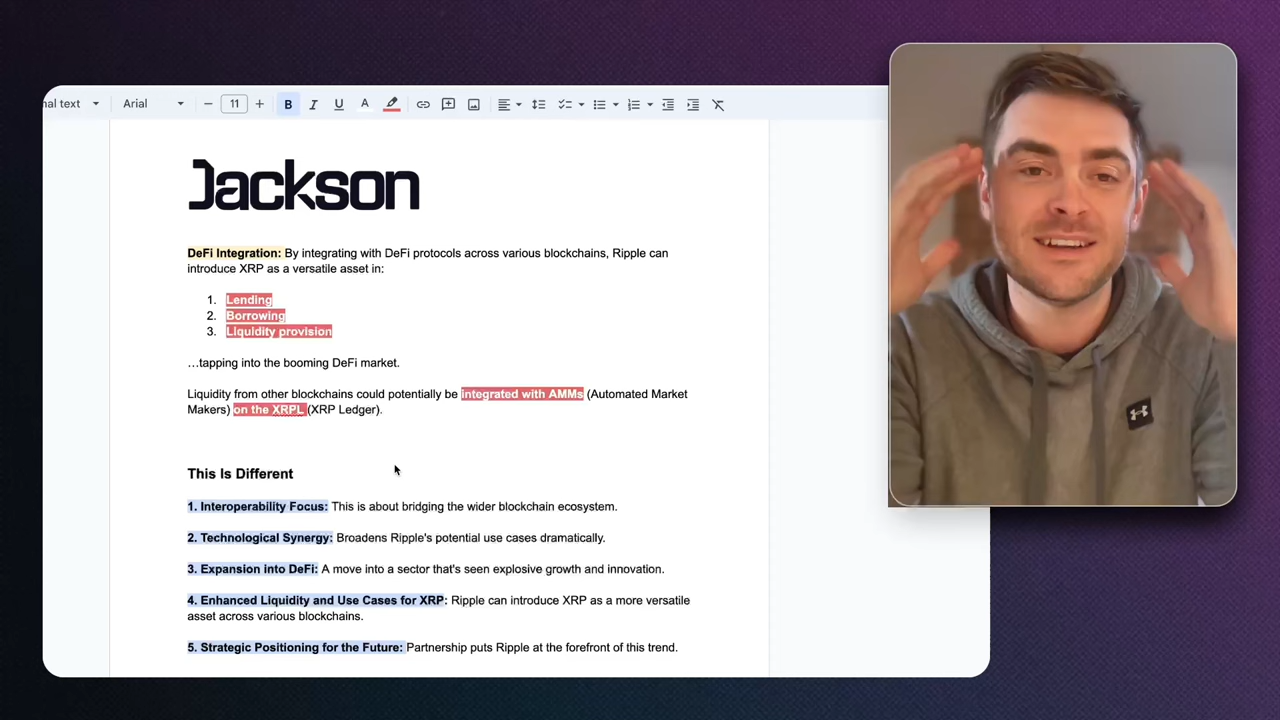 nal text Arial 11 B I U A
Jackson
DeFi Integration: By integrating with DeFi protocols across various blockchains, Ripple can
introduce XRP as a versatile asset in:
1. Lending
2. Borrowing
3. Liquidity provision
…tapping into the booming DeFi market.
Liquidity from other blockchains could potentially be integrated with AMMs (Automated Market
Makers) on the XRPL (XRP Ledger).
This Is Different
1. Interoperability Focus: This is about bridging the wider blockchain ecosystem.
2. Technological Synergy: Broadens Ripple's potential use cases dramatically.
3. Expansion into DeFi: A move into a sector that's seen explosive growth and innovation.
4. Enhanced Liquidity and Use Cases for XRP: Ripple can introduce XRP as a more versatile
asset across various blockchains.
5. Strategic Positioning for the Future: Partnership puts Ripple at the forefront of this trend.